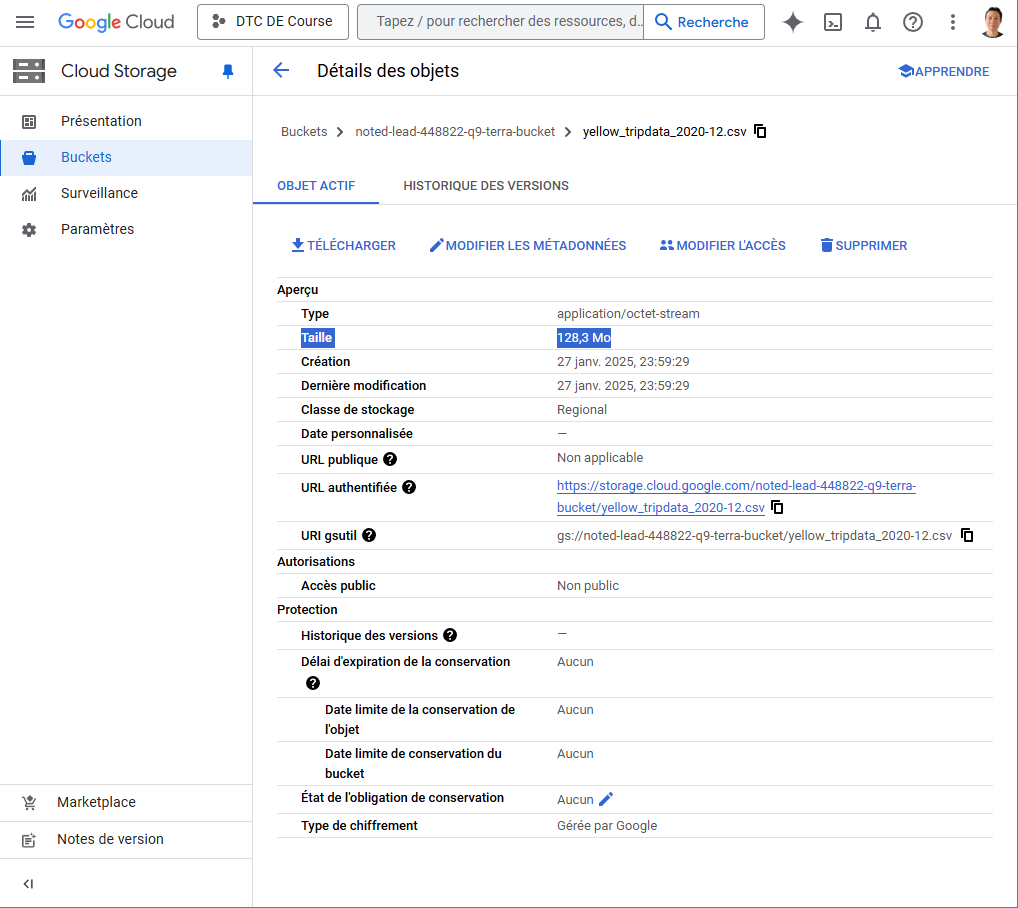 Google Cloud
DTC DE Course
Tapez / pour rechercher des ressources, d..
Recherche
Cloud Storage
Détails des objets
APPRENDRE
Présentation
Buckets
Surveillance
Paramètres
Buckets > noted-lead-448822-q9-terra-bucket > yellow_tripdata_2020-12.csv
OBJET ACTIF
HISTORIQUE DES VERSIONS
TÉLÉCHARGER
MODIFIER LES MÉTADONNÉES
MODIFIER L'ACCÈS
SUPPRIMER
Aperçu
Type application/octet-stream
Taille 128,3 Mo
Création 27 janv. 2025, 23:59:29
Dernière modification 27 janv. 2025, 23:59:29
Classe de stockage Regional
Date personnalisée —
URL publique Non applicable
URL authentifiée https://storage.cloud.google.com/noted-lead-448822-q9-terra-
bucket/yellow_tripdata_2020-12.csv
URI gsutil gs://noted-lead-448822-q9-terra-bucket/yellow_tripdata_2020-12.csv
Autorisations
Accès public Non public
Protection
Historique des versions —
Délai d'expiration de la conservation Aucun
Date limite de la conservation de
l'objet Aucun
Date limite de conservation du
bucket Aucun
État de l'obligation de conservation Aucun
Type de chiffrement Gérée par Google
Marketplace
Notes de version